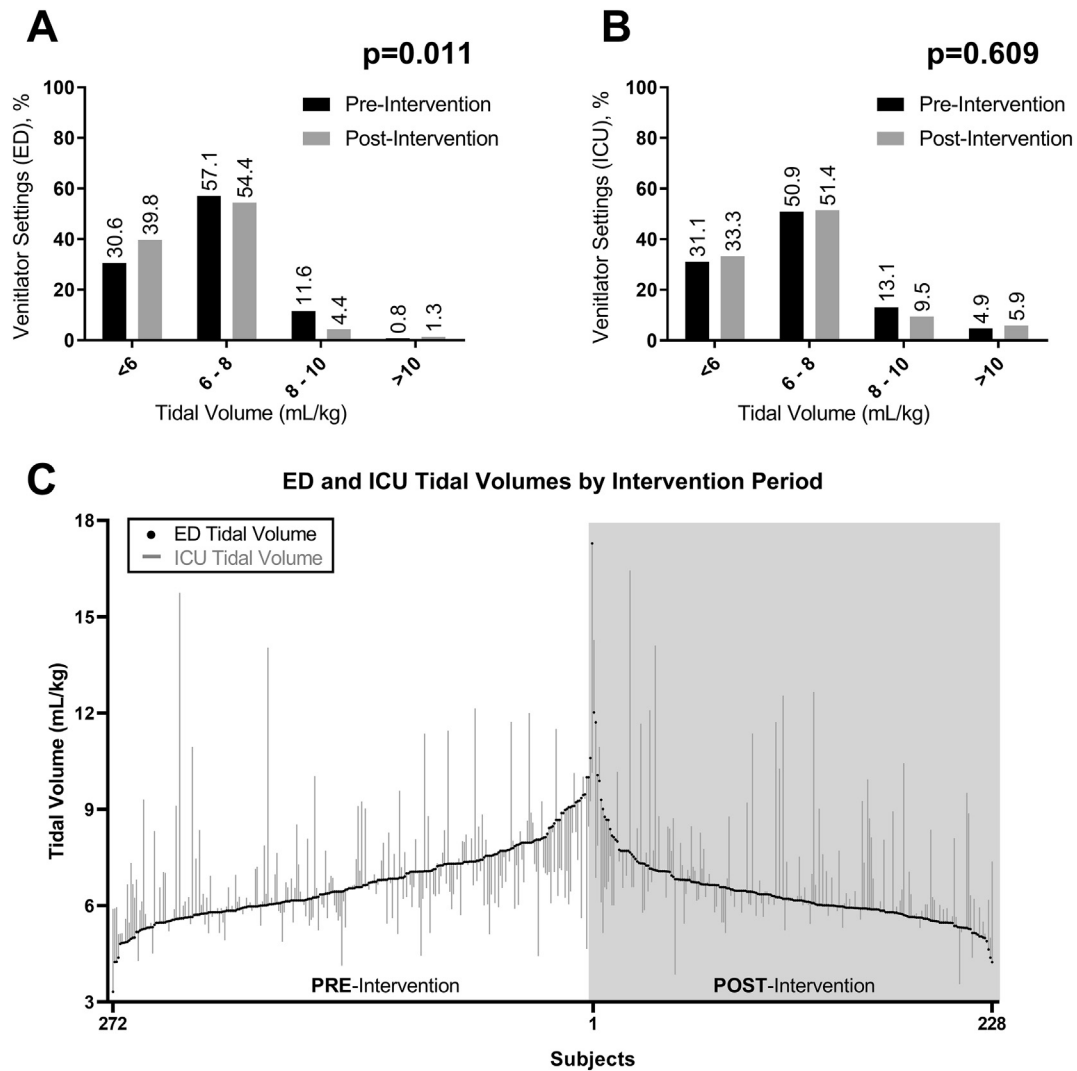 A
p=0.011
Venitlator Settings (ED), %
100
80
60
40
20
0
Pre-Intervention
Post-Intervention
30.6
39.8
57.1
54.4
11.6
4.4
0.8
1.3
<6
6 - 8
8 - 10
>10
Tidal Volume (mL/kg)
B
p=0.609
Venitlator Settings (ICU), %
100
80
60
40
20
0
Pre-Intervention
Post-Intervention
31.1
33.3
50.9
51.4
13.1
9.5
4.9
5.9
<6
6 - 8
8 - 10
>10
Tidal Volume (mL/kg)
C
ED and ICU Tidal Volumes by Intervention Period
Tidal Volume (mL/kg)
18
15
12
9
6
3
ED Tidal Volume
ICU Tidal Volume
PRE-Intervention
POST-Intervention
272
1
228
Subjects